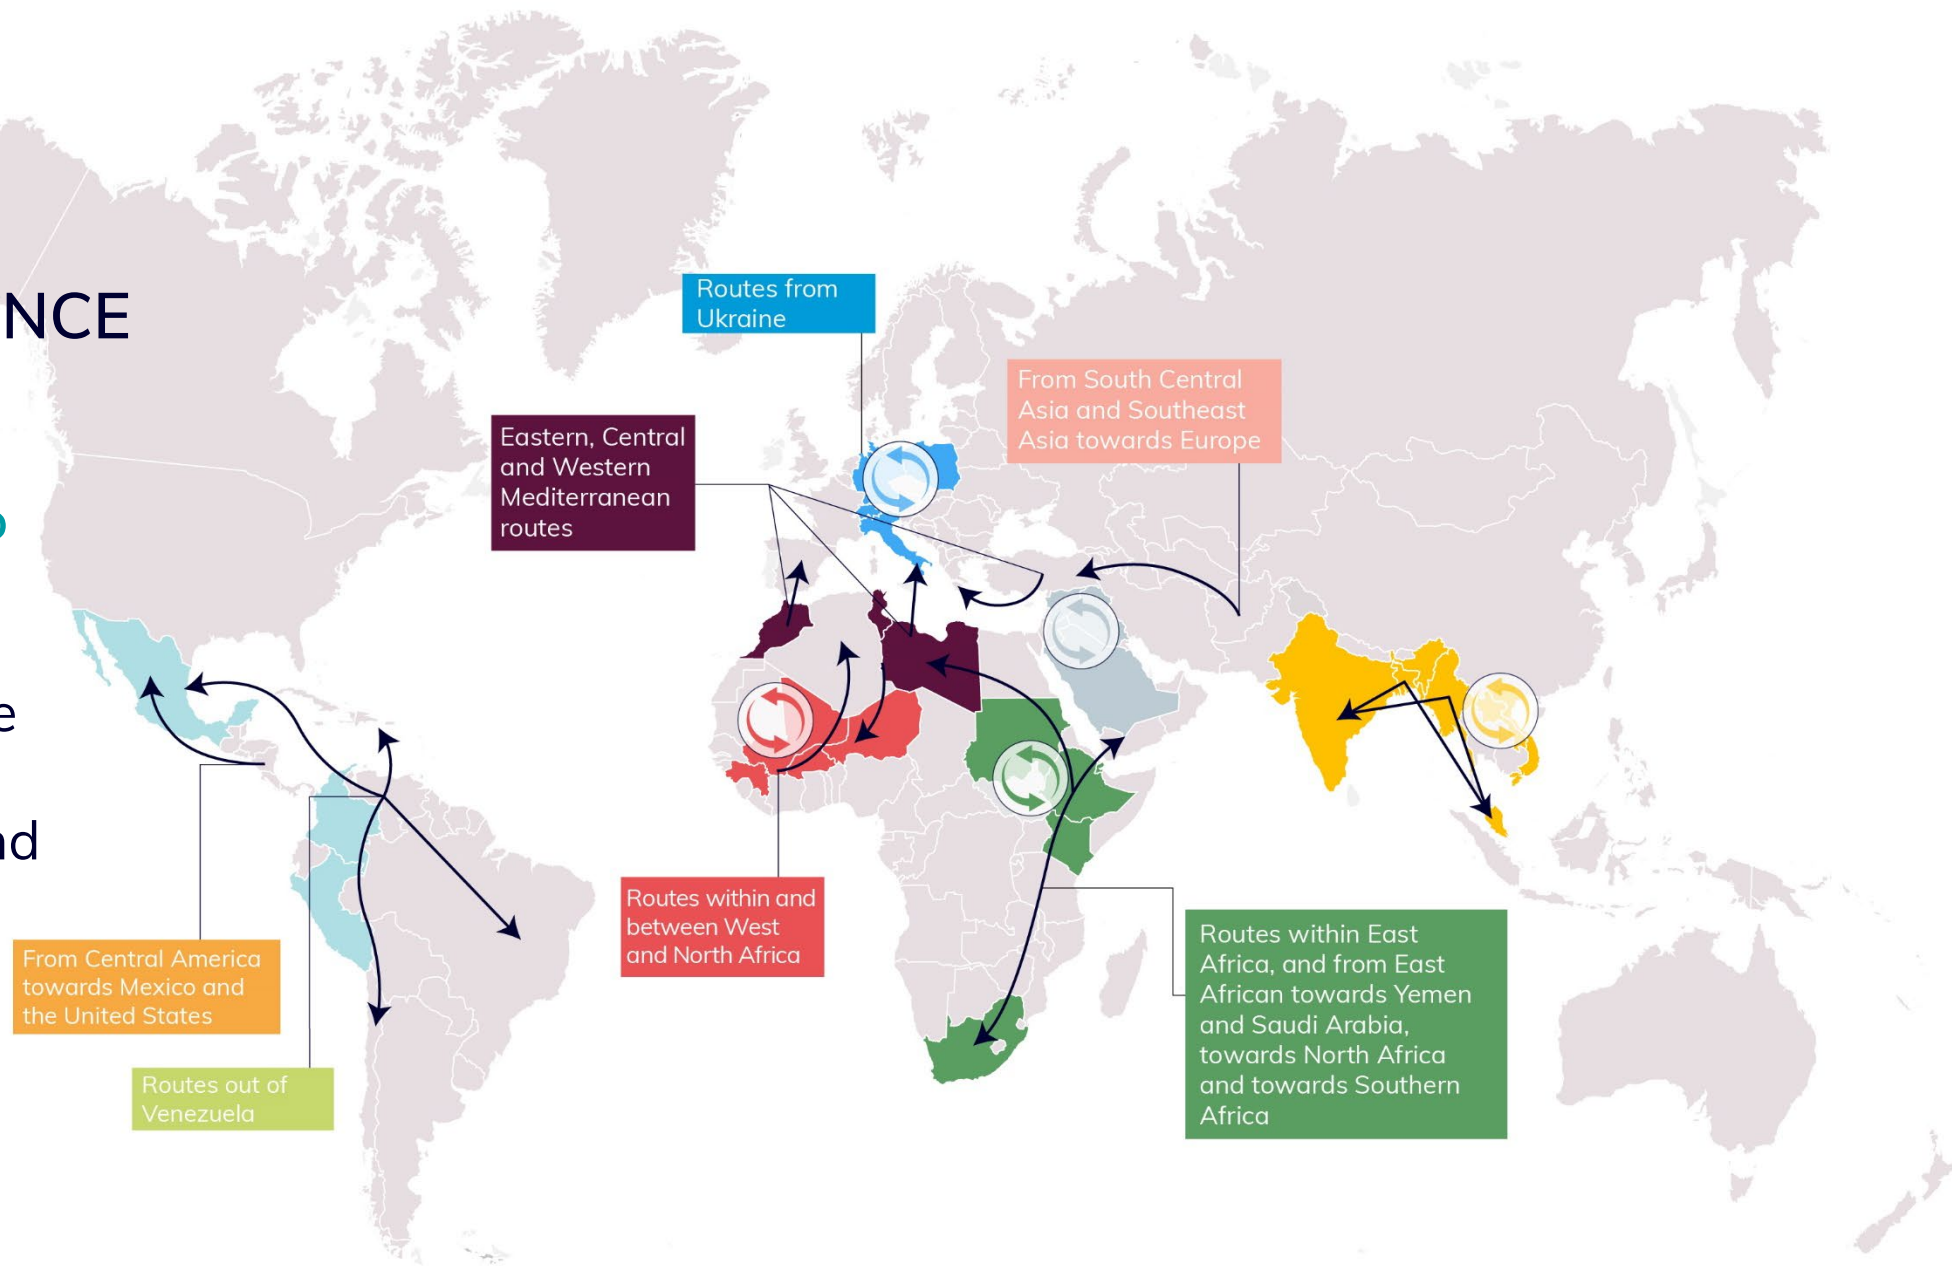 NCE
e
nd
Routes from
Ukraine
From South Central
Asia and Southeast
Asia towards Europe
Eastern, Central
and Western
Mediterranean
routes
Routes within and
between West
and North Africa
From Central America
towards Mexico and
the United States
Routes out of
Venezuela
Routes within East
Africa, and from East
African towards Yemen
and Saudi Arabia,
towards North Africa
and towards Southern
Africa